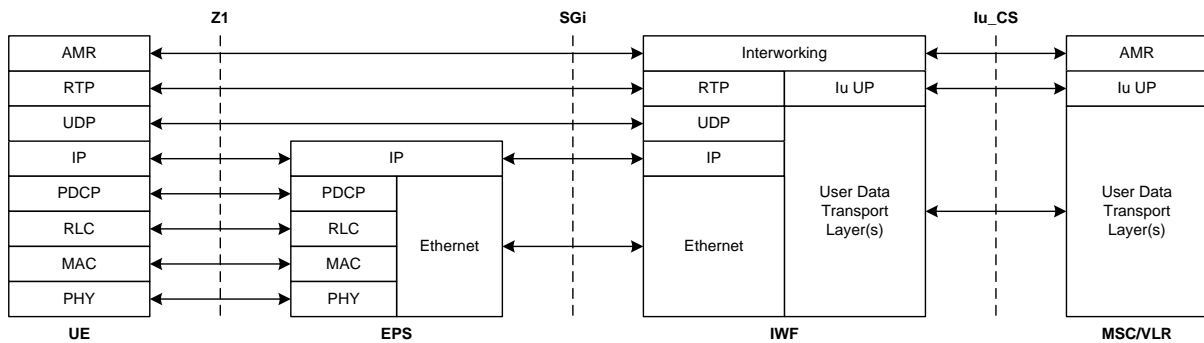 Z1
SGi
Iu_CS
AMR
RTP
UDP
IP
PDCP
RLC
MAC
PHY
UE
IP
PDCP
RLC
MAC
PHY
Ethernet
EPS
Interworking
RTP
UDP
IP
Ethernet
Iu UP
User Data
Transport
Layer(s)
IWF
AMR
Iu UP
User Data
Transport
Layer(s)
MSC/VLR